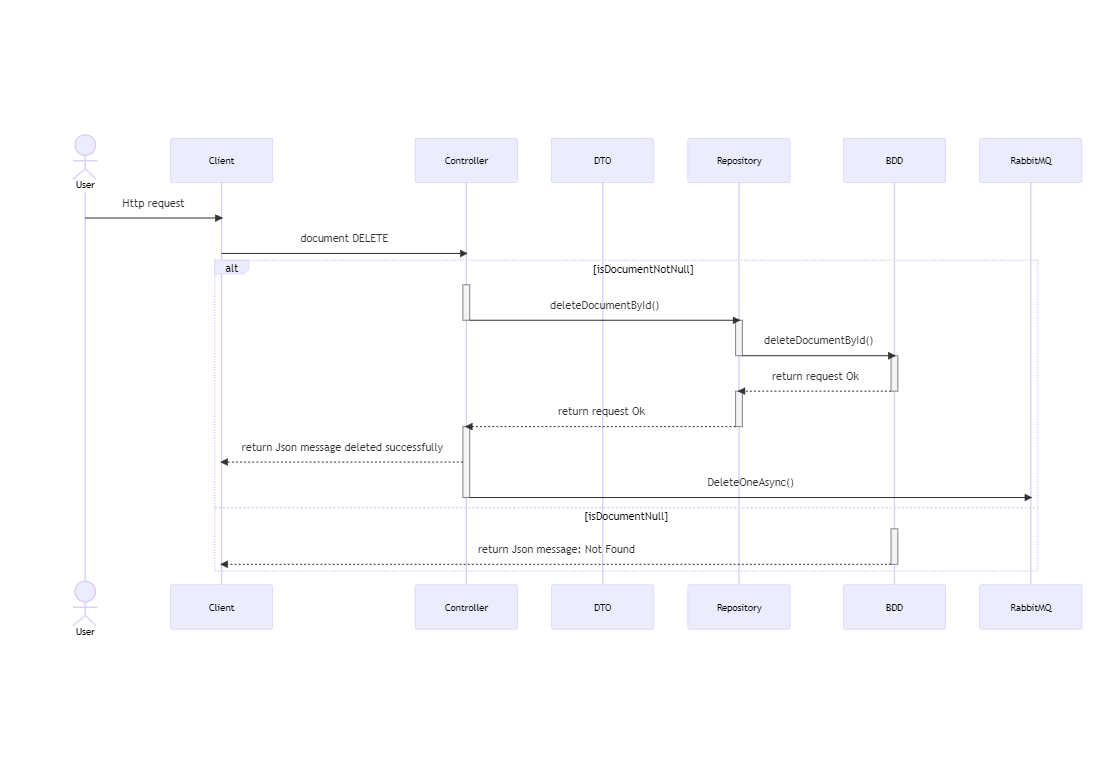 User
Client
Controller
DTO
Repository
BDD
RabbitMQ
Http request
document DELETE
alt
[isDocumentNotNull]
deleteDocumentById()
deleteDocumentById()
return request Ok
return request Ok
return Json message deleted successfully
DeleteOneAsync()
[isDocumentNull]
return Json message: Not Found
User
Client
Controller
DTO
Repository
BDD
RabbitMQ